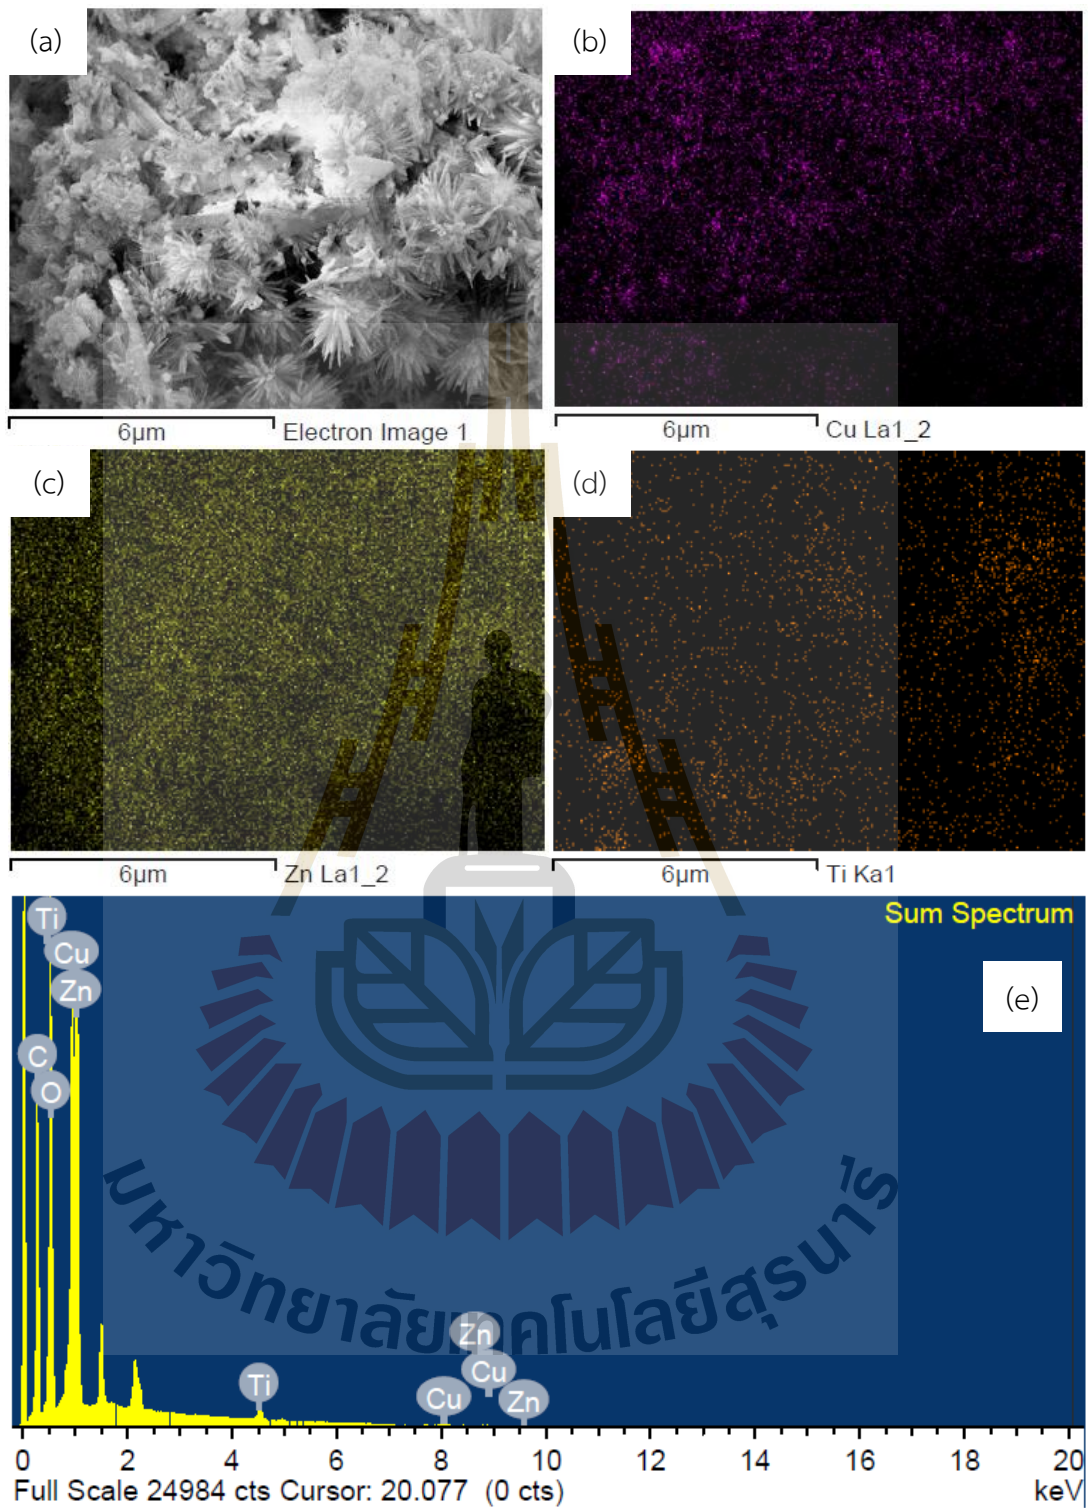 (a)
(b)
6µm Electron Image 1
6µm Cu La1_2
(c)
(d)
6µm Zn La1_2
6µm Ti Ka1
Sum Spectrum
(e)
Ti
Cu
Zn
C
O
Ti
Cu
Zn
Cu
Zn
มหาวิทยาลัยเทคโนโลยีสุรนารี
0 2 4 6 8 10 12 14 16 18 20
Full Scale 24984 cts Cursor: 20.077 (0 cts) keV